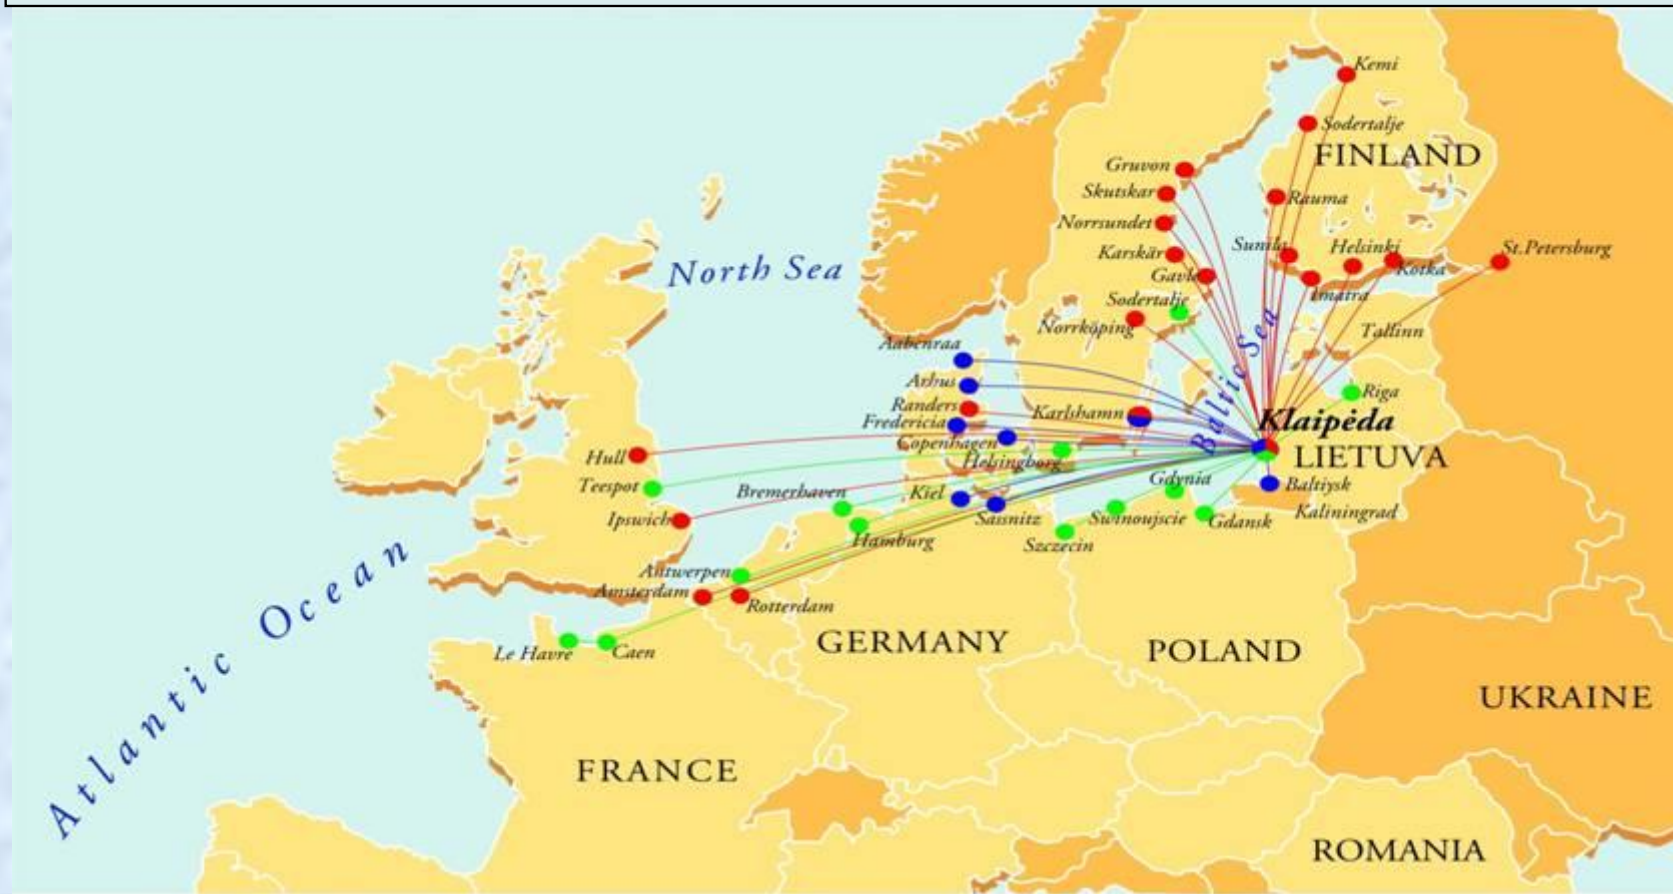 Kemi
Sodertalje
FINLAND
Gruvon
Skutskar
Rauma
Norrsundet
Sunila
Helsinki
St.Petersburg
Karskär
Kotka
North Sea
Gavle
Imatra
Sodertalje
Norrköping
Tallinn
Aabenraa
Baltic Sea
Arhus
Riga
Randers
Karlshamn
Fredericia
Klaipėda
Copenhagen
Hull
Helsingborg
LIETUVA
Teespot
Bremerhaven
Kiel
Gdynia
Baltiysk
Ipswich
Sassnitz
Swinoujscie
Gdansk
Kaliningrad
Hamburg
Szczecin
Antwerpen
Amsterdam
Rotterdam
Atlantic Ocean
Le Havre
Caen
GERMANY
POLAND
UKRAINE
FRANCE
ROMANIA